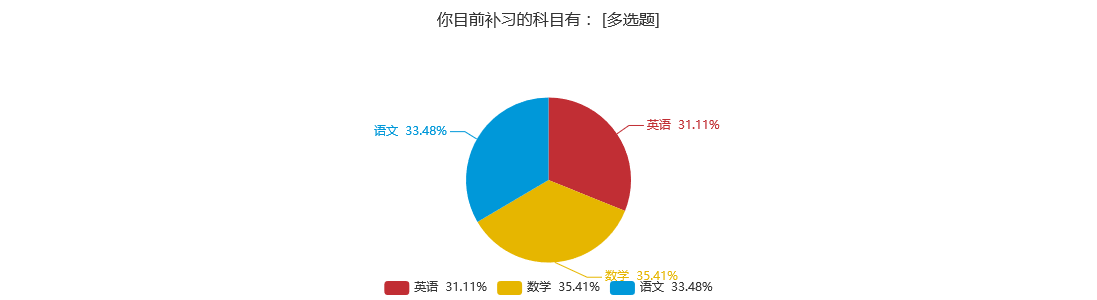 你目前补习的科目有： [多选题]
英语 31.11%
语文 33.48%
数学 35.41%
英语 31.11% 数学 35.41% 语文 33.48%